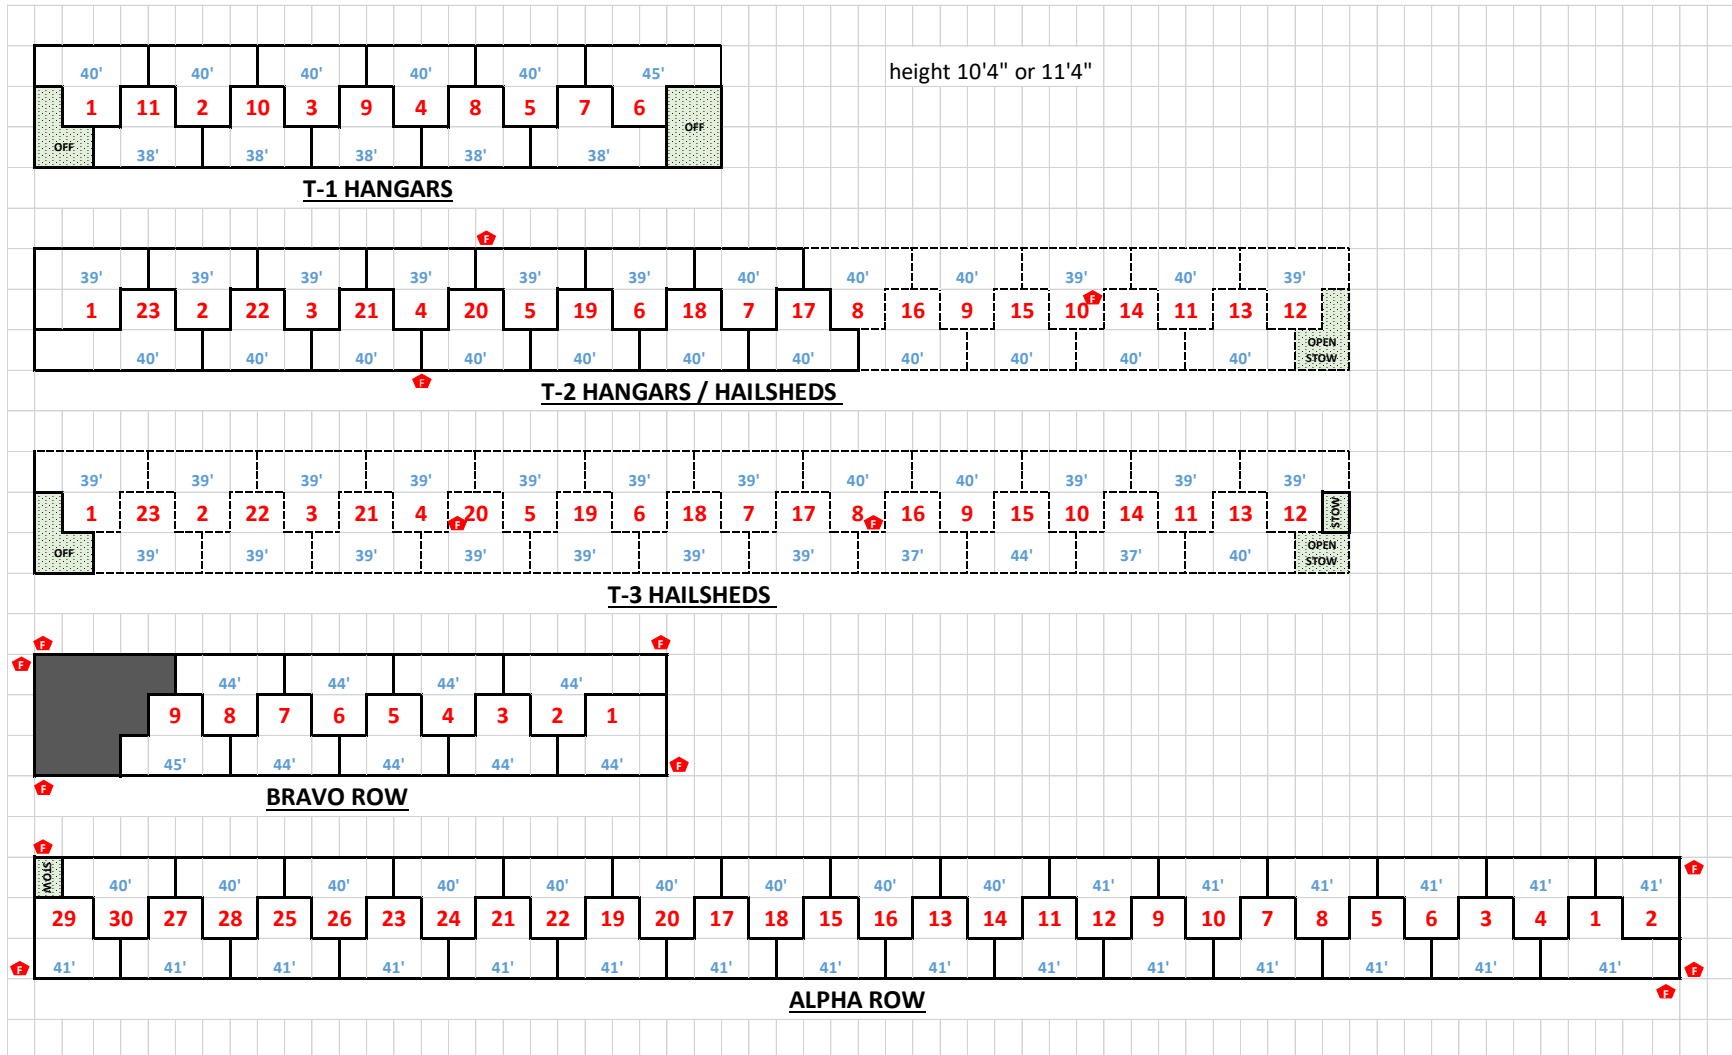 40' 40' 40' 40' 40' 45' height 10'4" or 11'4"
1 11 2 10 3 9 4 8 5 7 6
OFF
OFF 38' 38' 38' 38' 38'
T-1 HANGARS
F
39' 39' 39' 39' 39' 39' 40' 40' 40' 39' 40' 39'
1 23 2 22 3 21 4 20 5 19 6 18 7 17 8 16 9 15 10 F 14 11 13 12
40' 40' 40' 40' 40' 40' 40' 40' 40' 40' 40' OPEN
STOW
F
T-2 HANGARS / HAILSHEDS
39' 39' 39' 39' 39' 39' 39' 40' 40' 39' 39' 39'
1 23 2 22 3 21 4 F 20 5 19 6 18 7 17 8 F 16 9 15 10 14 11 13 12 STOW
OFF 39' 39' 39' 39' 39' 39' 39' 37' 44' 37' 40' OPEN
STOW
T-3 HAILSHEDS
F F
F
44' 44' 44' 44'
9 8 7 6 5 4 3 2 1
45' 44' 44' 44' 44' F
F
BRAVO ROW
F
STOW 40' 40' 40' 40' 40' 40' 40' 40' 40' 41' 41' 41' 41' 41' 41' F
29 30 27 28 25 26 23 24 21 22 19 20 17 18 15 16 13 14 11 12 9 10 7 8 5 6 3 4 1 2
F 41' 41' 41' 41' 41' 41' 41' 41' 41' 41' 41' 41' 41' 41' 41' F
F
ALPHA ROW